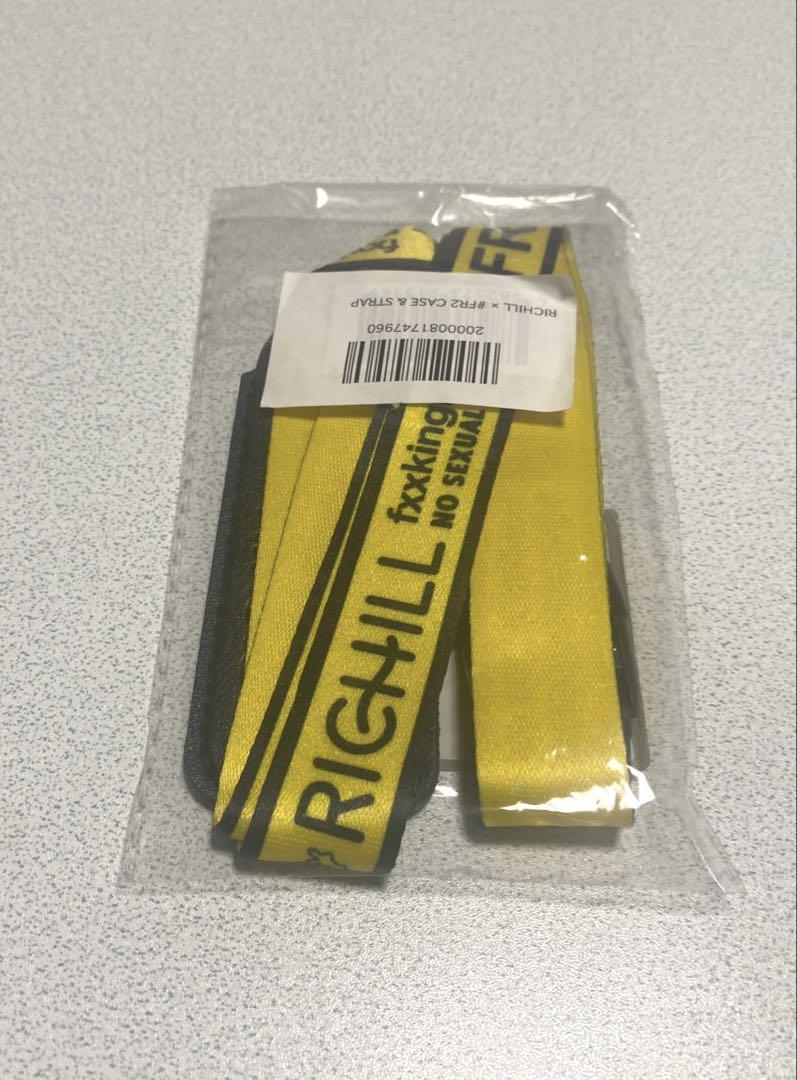 RICHILL × #FR2 CASE & STRAP
2000081747960
FR
fxxking
NO SEXUAL
RICHILL